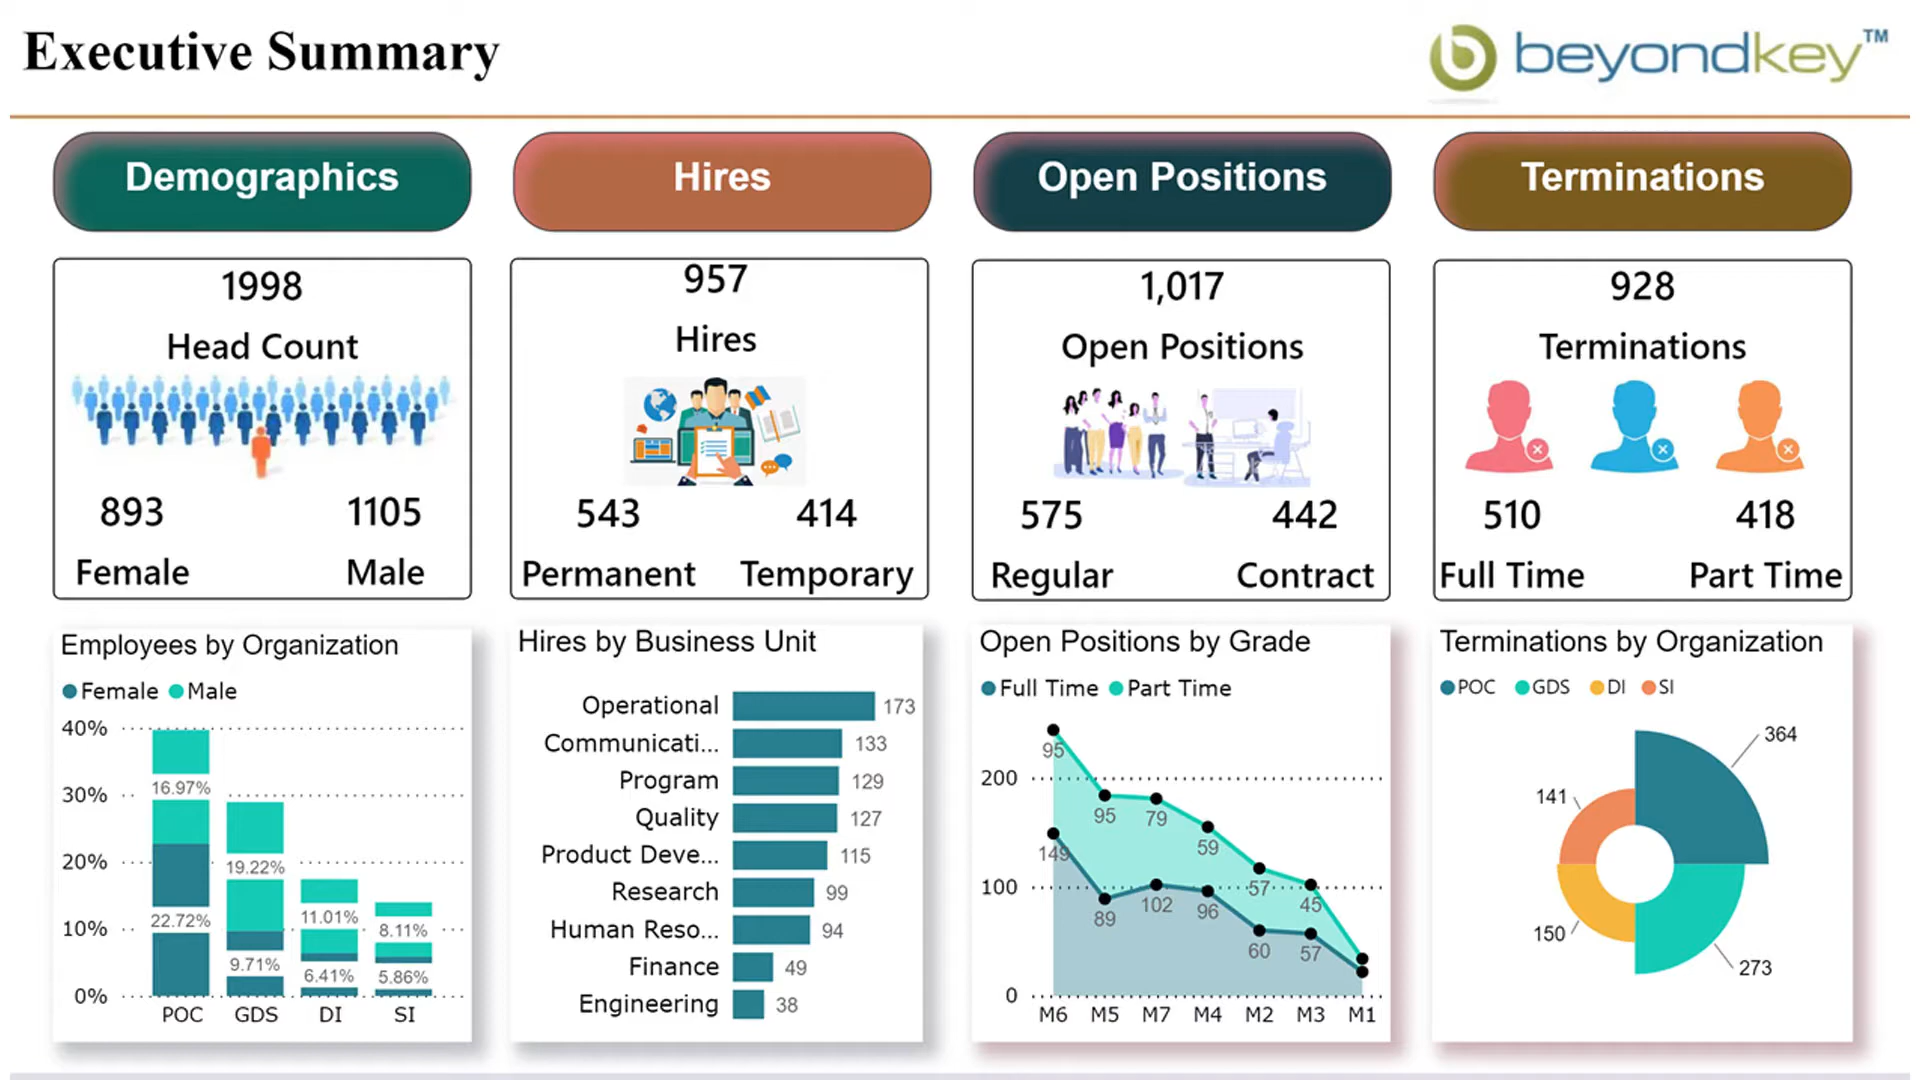 Executive Summary
beyondkey™
Demographics
Hires
Open Positions
Terminations
1998
Head Count
893
1105
Female
Male
957
Hires
543
414
Permanent
Temporary
1,017
Open Positions
575
442
Regular
Contract
928
Terminations
510
418
Full Time
Part Time
Employees by Organization
Female Male
40%
30%
20%
10%
0%
16.97%
22.72%
19.22%
9.71%
11.01%
6.41%
8.11%
5.86%
POC GDS DI SI
Hires by Business Unit
Operational 173
Communicati... 133
Program 129
Quality 127
Product Deve... 115
Research 99
Human Reso... 94
Finance 49
Engineering 38
Open Positions by Grade
Full Time Part Time
200
100
0
95
95
79
59
57
45
149
89
102
96
60
57
M6 M5 M7 M4 M2 M3 M1
Terminations by Organization
POC GDS DI SI
364
141
150
273